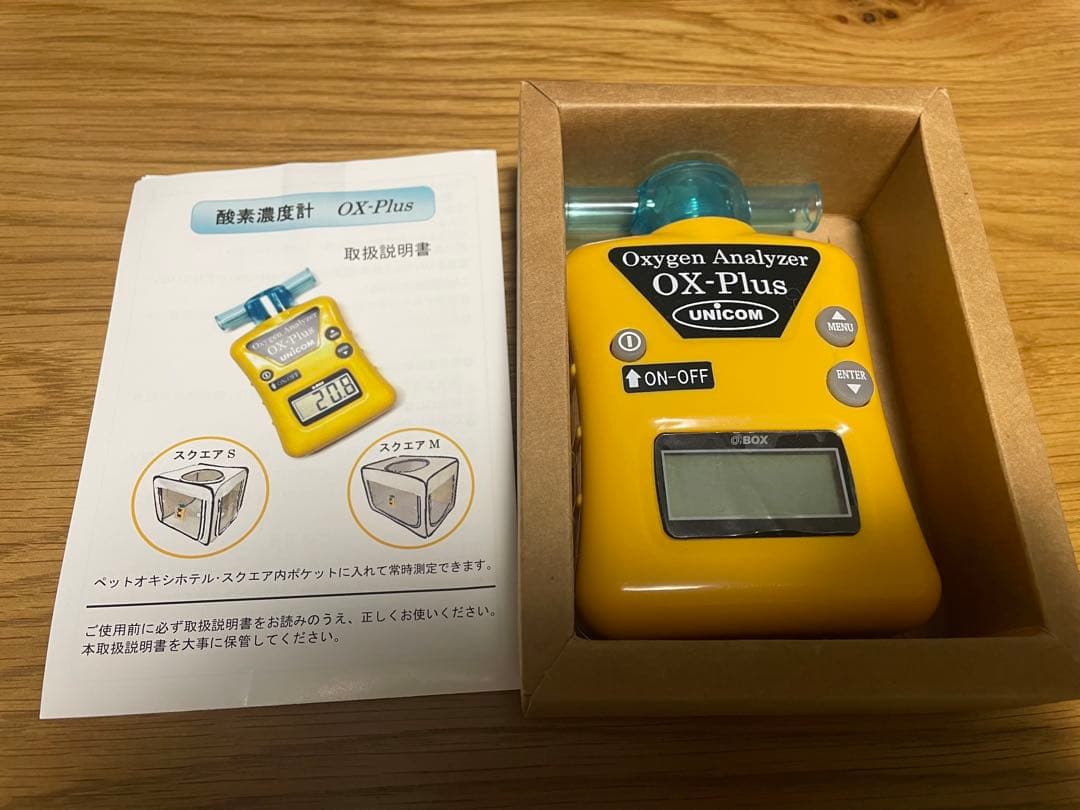 酸素濃度計 OX-Plus
取扱説明書
Oxygen Analyzer
OX-Plus
UNICOM
ON-OFF
20.8
スクエア S
スクエア M
ペットオキシホテル・スクエア内ポケットに入れて常時測定できます。
ご使用前に必ず取扱説明書をお読みのうえ、正しくお使いください。
本取扱説明書を大事に保管してください。
Oxygen Analyzer
OX-Plus
UNICOM
MENU
ENTER
ON-OFF
BOX